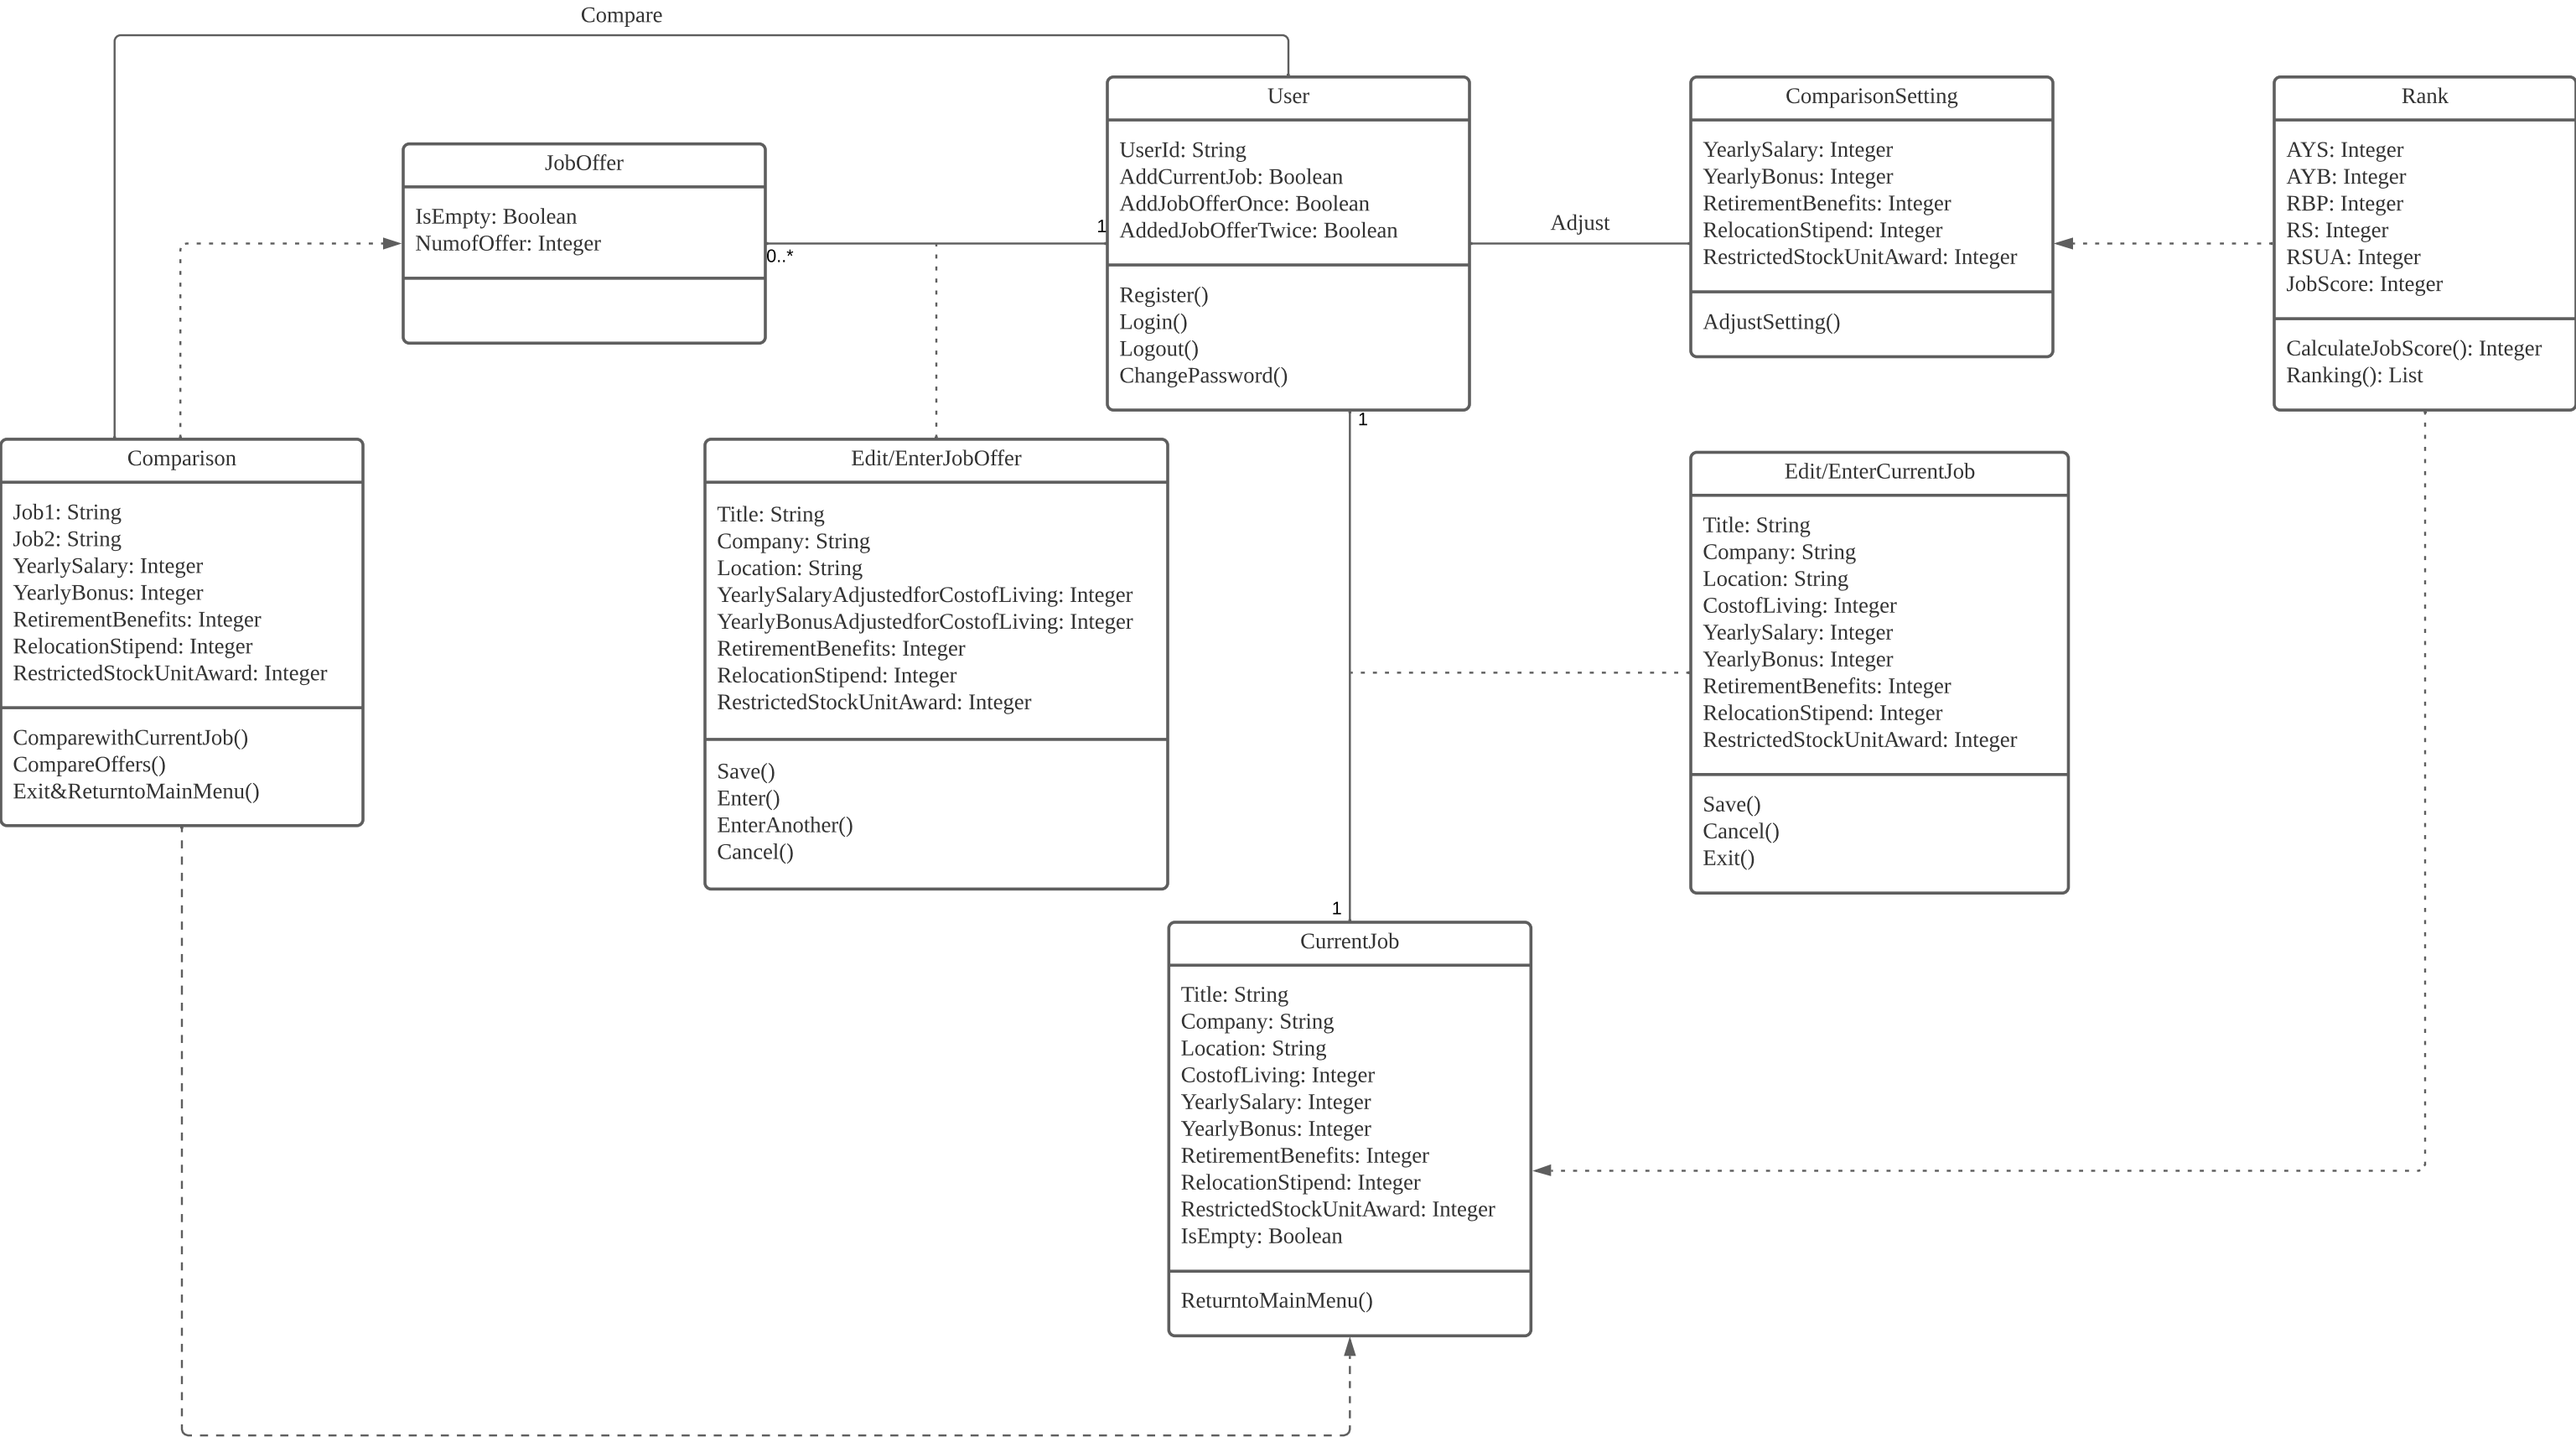 Compare
User
UserId: String
AddCurrentJob: Boolean
AddJobOfferOnce: Boolean
AddedJobOfferTwice: Boolean
Register()
Login()
Logout()
ChangePassword()
ComparisonSetting
YearlySalary: Integer
YearlyBonus: Integer
RetirementBenefits: Integer
RelocationStipend: Integer
RestrictedStockUnitAward: Integer
AdjustSetting()
Rank
AYS: Integer
AYB: Integer
RBP: Integer
RS: Integer
RSUA: Integer
JobScore: Integer
CalculateJobScore(): Integer
Ranking(): List
JobOffer
IsEmpty: Boolean
NumofOffer: Integer
0..*
1
Adjust
1
Comparison
Job1: String
Job2: String
YearlySalary: Integer
YearlyBonus: Integer
RetirementBenefits: Integer
RelocationStipend: Integer
RestrictedStockUnitAward: Integer
ComparewithCurrentJob()
CompareOffers()
Exit&ReturntoMainMenu()
Edit/EnterJobOffer
Title: String
Company: String
Location: String
YearlySalaryAdjustedforCostofLiving: Integer
YearlyBonusAdjustedforCostofLiving: Integer
RetirementBenefits: Integer
RelocationStipend: Integer
RestrictedStockUnitAward: Integer
Save()
Enter()
EnterAnother()
Cancel()
Edit/EnterCurrentJob
Title: String
Company: String
Location: String
CostofLiving: Integer
YearlySalary: Integer
YearlyBonus: Integer
RetirementBenefits: Integer
RelocationStipend: Integer
RestrictedStockUnitAward: Integer
Save()
Cancel()
Exit()
1
CurrentJob
Title: String
Company: String
Location: String
CostofLiving: Integer
YearlySalary: Integer
YearlyBonus: Integer
RetirementBenefits: Integer
RelocationStipend: Integer
RestrictedStockUnitAward: Integer
IsEmpty: Boolean
ReturntoMainMenu()